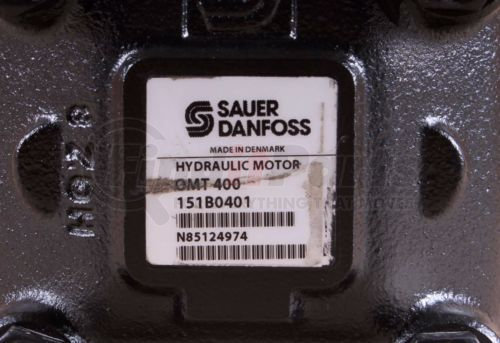 SAUER
DANFOSS
MADE IN DENMARK
HYDRAULIC MOTOR
OMT 400
151B0401
N85124974